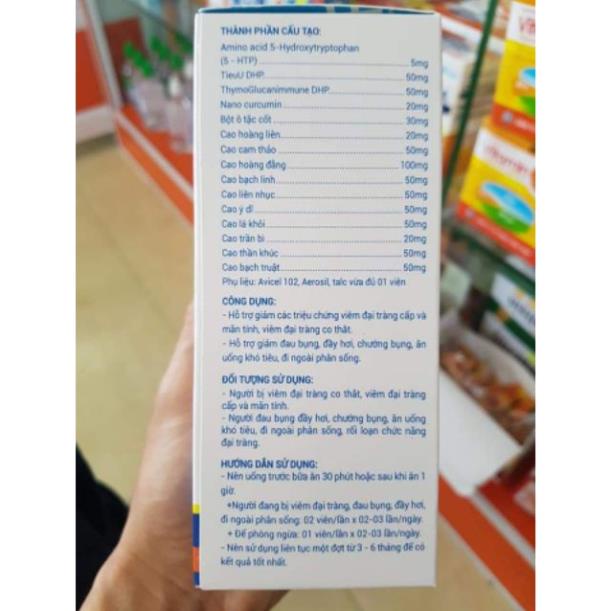 THÀNH PHẦN CẤU TẠO:
Amino acid 5-Hydroxytryptophan
(5 - HTP) 5mg
TieuU DHP 50mg
ThymoGlucanimmune DHP 50mg
Nano curcumin 20mg
Bột ô tặc cốt 30mg
Cao hoàng liên 20mg
Cao cam thảo 50mg
Cao hoàng đằng 100mg
Cao bạch linh 50mg
Cao liên nhục 50mg
Cao ý dĩ 50mg
Cao lá khôi 50mg
Cao trần bì 20mg
Cao thần khúc 50mg
Cao bạch truật 50mg
Phụ liệu: Avicel 102, Aerosil, talc vừa đủ 01 viên
CÔNG DỤNG:
- Hỗ trợ giảm các triệu chứng viêm đại tràng cấp và
mãn tính, viêm đại tràng co thắt.
- Hỗ trợ giảm đau bụng, đầy hơi, chướng bụng, ăn
uống khó tiêu, đi ngoài phân sống.
ĐỐI TƯỢNG SỬ DỤNG:
- Người bị viêm đại tràng co thắt, viêm đại tràng
cấp và mãn tính.
- Người đau bụng đầy hơi, chướng bụng, ăn uống
khó tiêu, đi ngoài phân sống, rối loạn chức năng
đại tràng.
HƯỚNG DẪN SỬ DỤNG:
- Nên uống trước bữa ăn 30 phút hoặc sau khi ăn 1
giờ.
+Người đang bị viêm đại tràng, đau bụng, đầy hơi,
đi ngoài phân sống: 02 viên/lần x 02-03 lần/ngày.
+ Để phòng ngừa: 01 viên/lần x 02-03 lần/ngày.
- Nên sử dụng liên tục một đợt từ 3 - 6 tháng để có
kết quả tốt nhất.